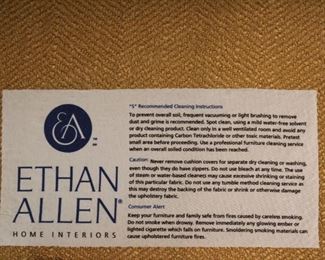 EA
™
ETHAN
ALLEN®
HOME INTERIORS
"S" Recommended Cleaning Instructions
To prevent overall soil, frequent vacuuming or light brushing to remove
dust and grime is recommended. Spot clean, using a mild water-free solvent
or dry cleaning product. Clean only in a well ventilated room and avoid any
product containing Carbon Tetrachloride or other toxic materials. Pretest
small area before proceeding. Use a professional furniture cleaning service
when an overall soiled condition has been reached.
Caution: Never remove cushion covers for separate dry cleaning or washing,
even though they do have zippers. Do not use bleach at any time. The use
of steam or water-based cleaners may cause excessive shrinking or staining
of this particular fabric. Do not use any tumble method cleaning service as
this may destroy the backing of the fabric or shrink or otherwise damage
the upholstery fabric.
Consumer Alert
Keep your furniture and family safe from fires caused by careless smoking.
Do not smoke when drowsy. Remove immediately any glowing ember or
lighted cigarette which falls on furniture. Smoldering smoking materials can
cause upholstered furniture fires.